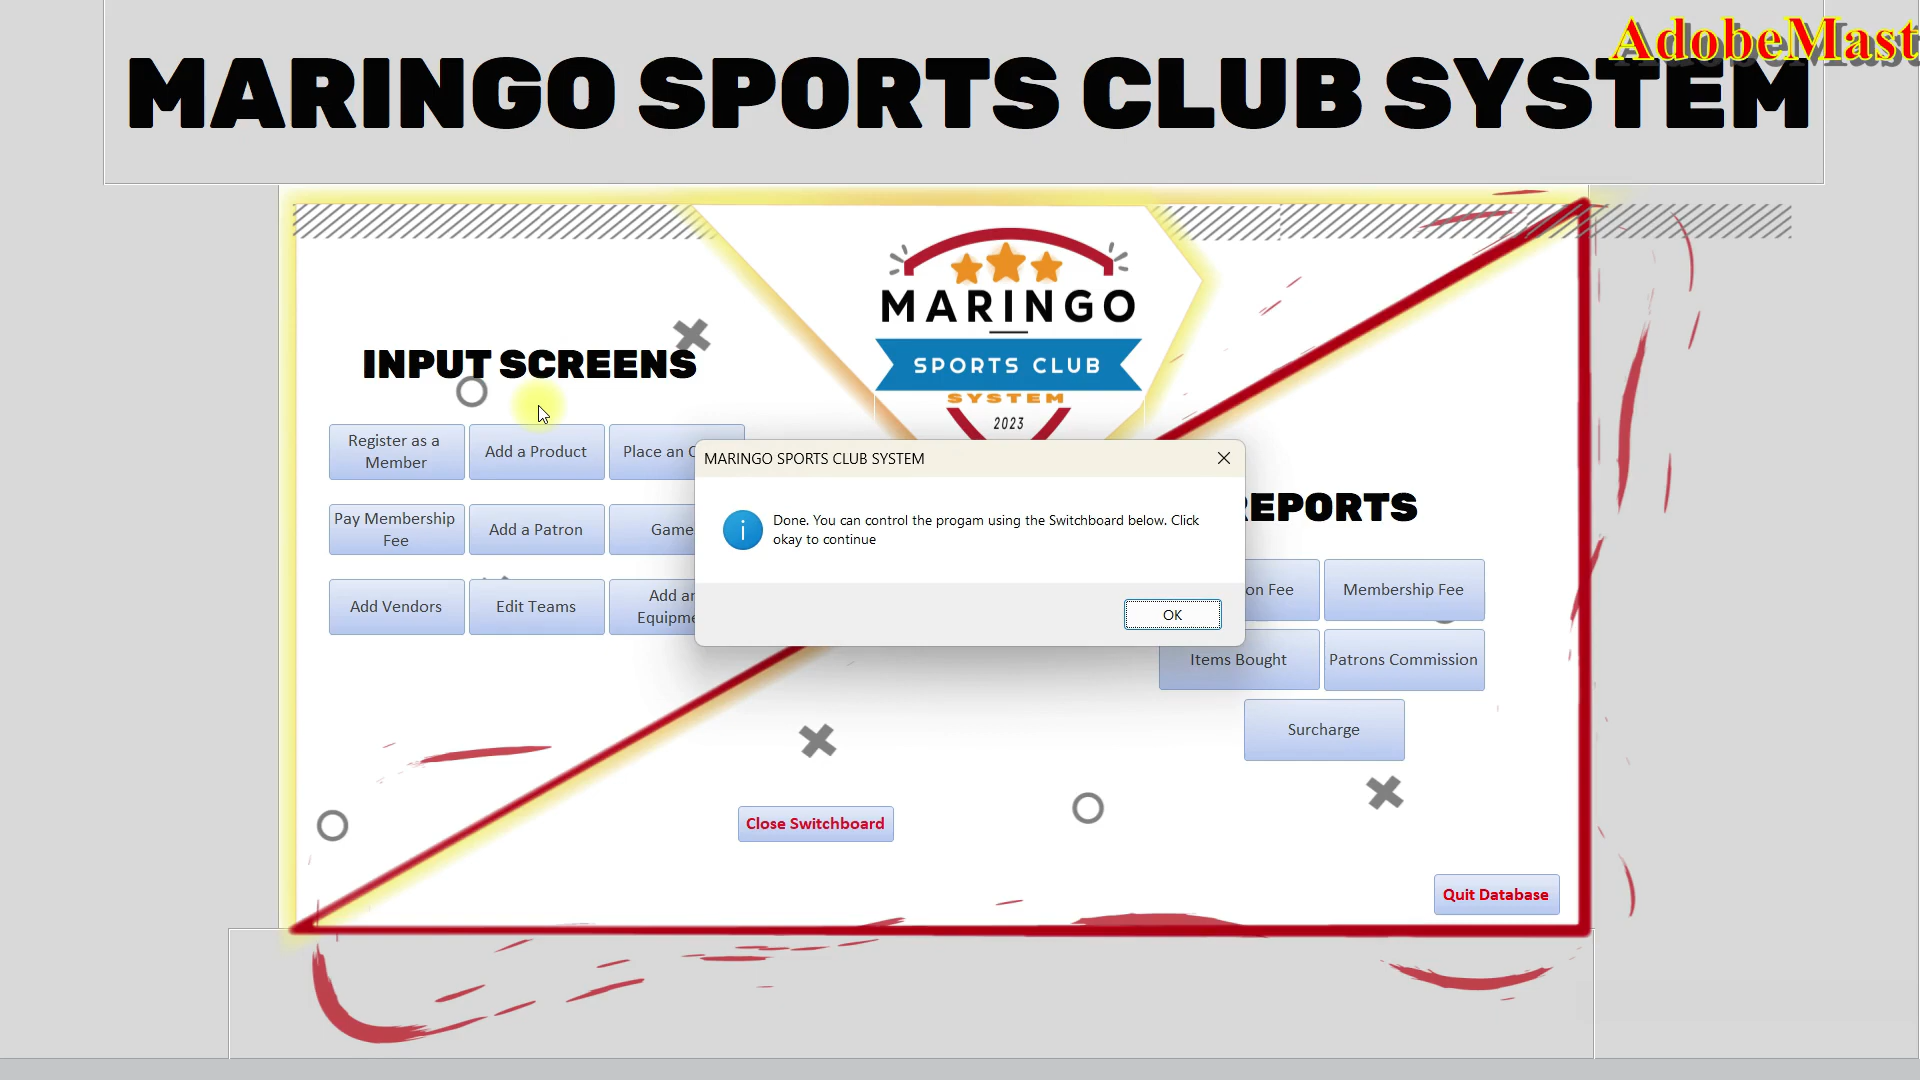 AdobeMast
MARINGO SPORTS CLUB SYSTEM
MARINGO
SPORTS CLUB
SYSTEM
2023
INPUT SCREENS
Register as a
Member
Add a Product
Place an
Pay Membership
Fee
Add a Patron
Game
Add Vendors
Edit Teams
Add
MARINGO SPORTS CLUB SYSTEM
Done. You can control the progam using the Switchboard below. Click
okay to continue
OK
REPORTS
Fee
Membership Fee
Items Bought
Patrons Commission
Surcharge
Close Switchboard
Quit Database